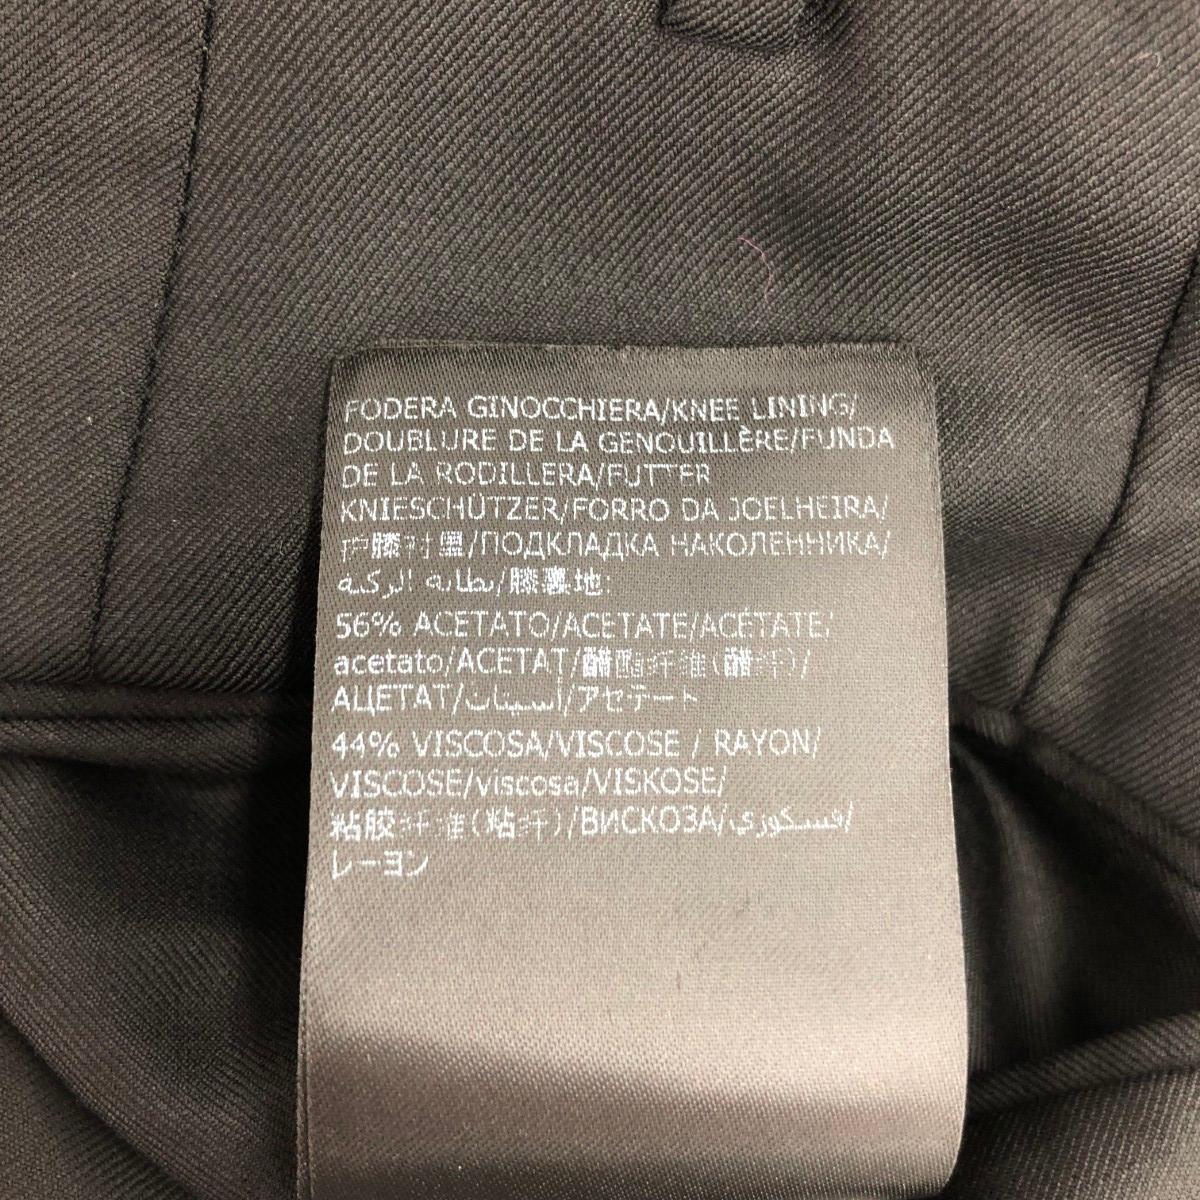 FODERA GINOCCHIERA/KNEE LINING/
DOUBLURE DE LA GENOUILLÈRE/FUNDA
DE LA RODILLERA/FUTTER
KNIESCHÜTZER/FORRO DA JOELHEIRA/
护膝衬里/ПОДКЛАДКА НАКОЛЕННИКА/
بطانة الركبة/膝裏地:
56% ACETATO/ACETATE/ACÉTATE/
acetato/ACETAT/醋酯纤维(醋纤)/
АЦЕТАТ/أسيتات/アセテート
44% VISCOSA/VISCOSE / RAYON/
VISCOSE/viscosa/VISKOSE/
粘胶纤维(粘纤)/ВИСКОЗА/فسكوزي/
レーヨン